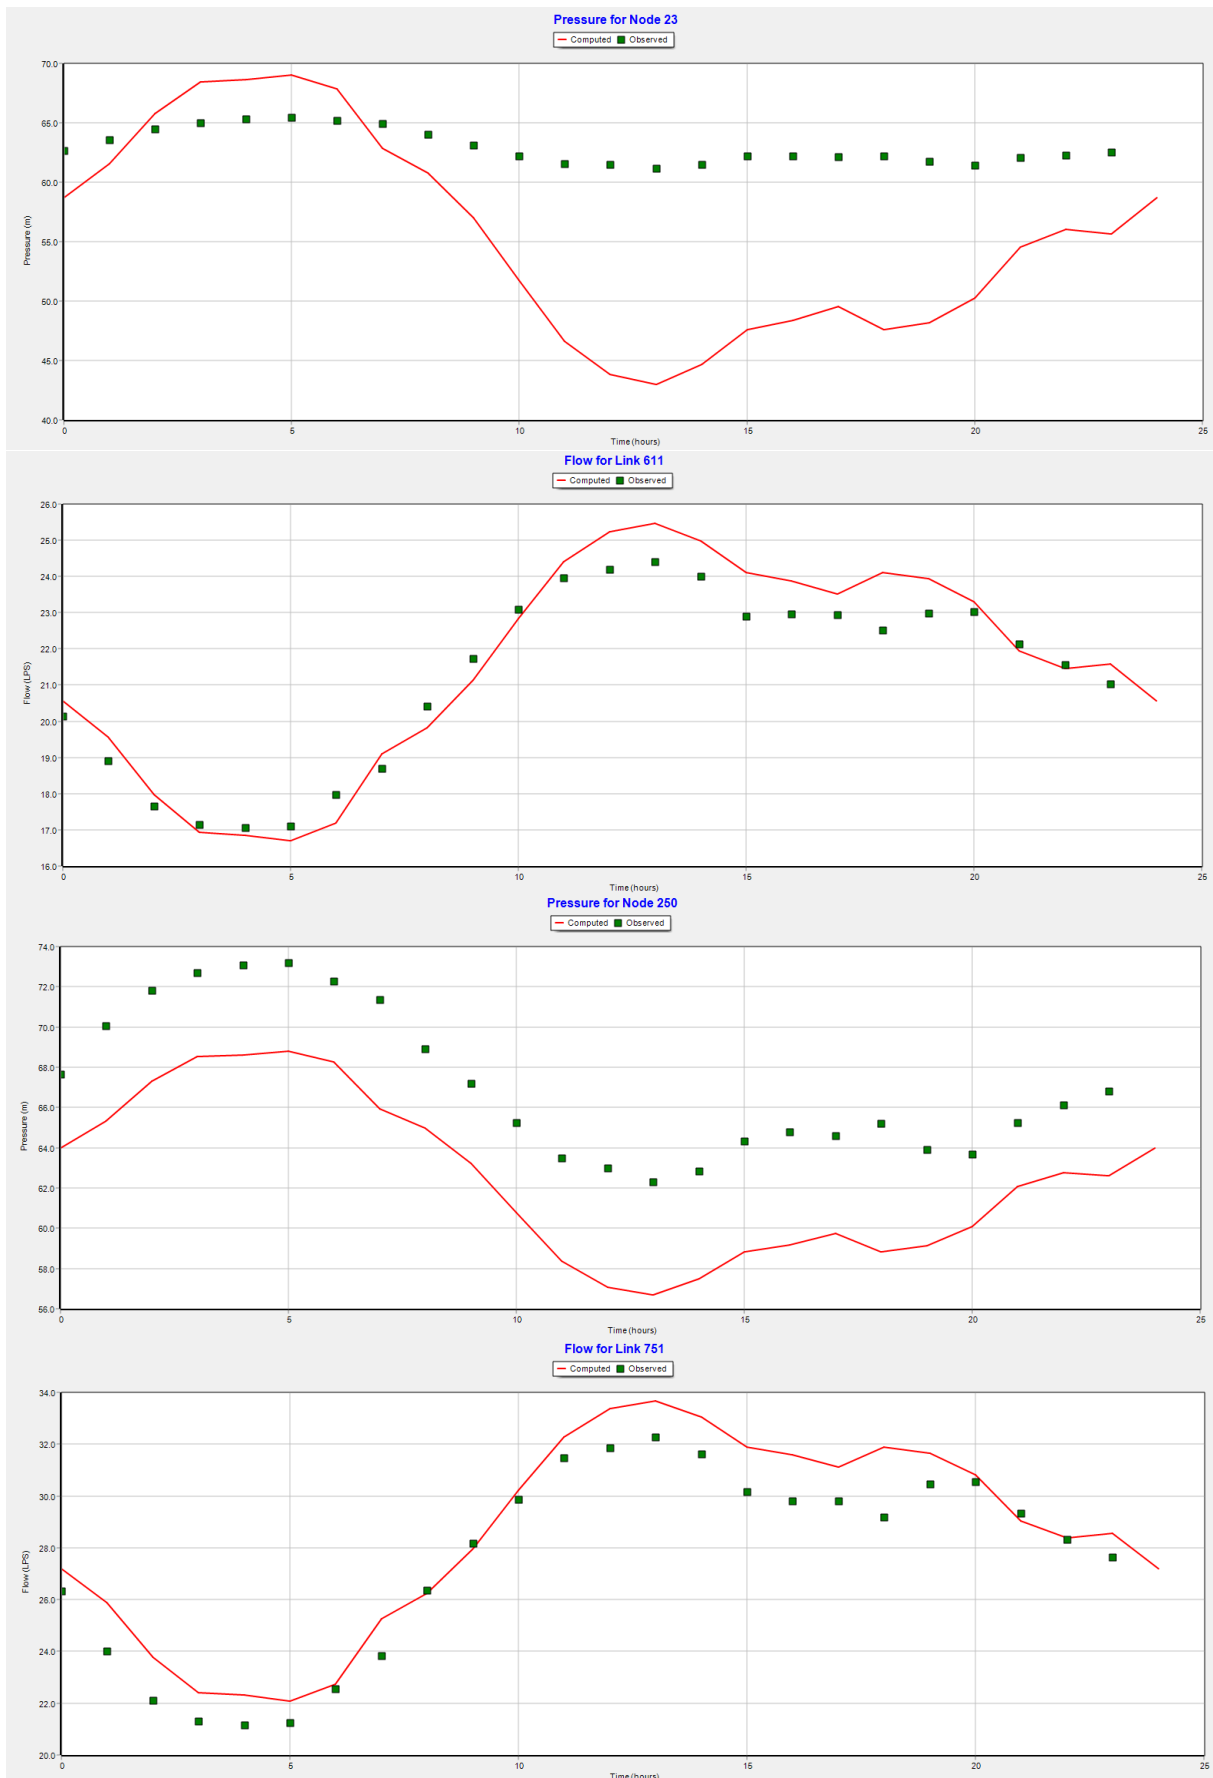 Pressure for Node 23
Computed Observed
70.0
65.0
60.0
55.0
50.0
45.0
40.0
Pressure (m)
0 5 10 15 20 25
Time (hours)
Flow for Link 611
Computed Observed
26.0
25.0
24.0
23.0
22.0
21.0
20.0
19.0
18.0
17.0
16.0
Flow (LPS)
0 5 10 15 20 25
Time (hours)
Pressure for Node 250
Computed Observed
74.0
72.0
70.0
68.0
66.0
64.0
62.0
60.0
58.0
56.0
Pressure (m)
0 5 10 15 20 25
Time (hours)
Flow for Link 751
Computed Observed
34.0
32.0
30.0
28.0
26.0
24.0
22.0
20.0
Flow (LPS)
0 5 10 15 20 25
Time (hours)